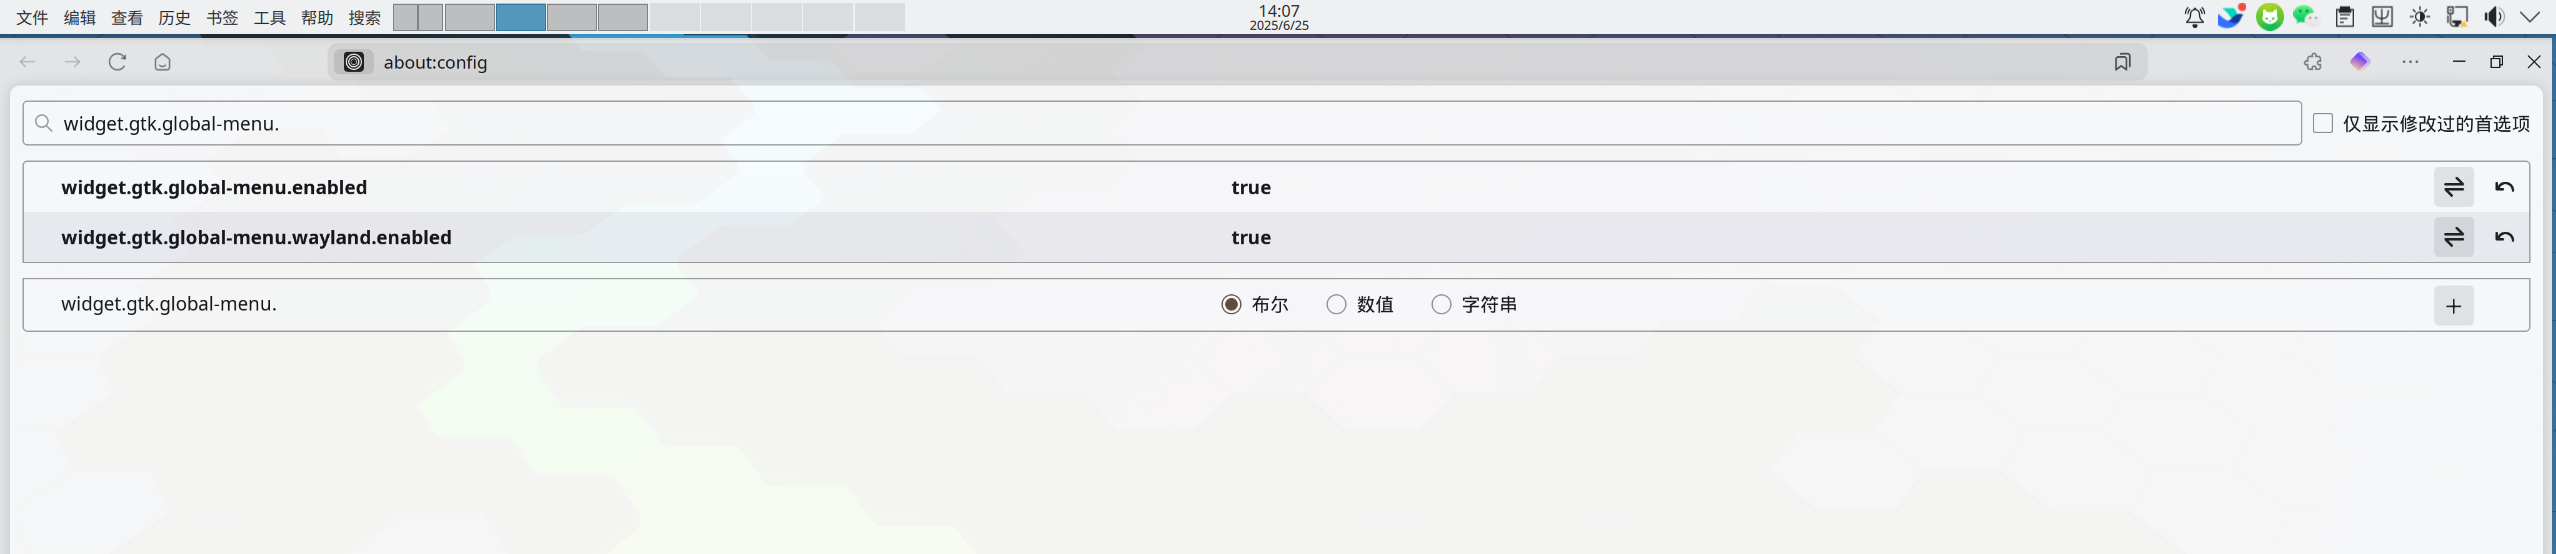 文件 编辑 查看 历史 书签 工具 帮助 搜索
14:07
2025/6/25
about:config
widget.gtk.global-menu.
仅显示修改过的首选项
widget.gtk.global-menu.enabled true
widget.gtk.global-menu.wayland.enabled true
widget.gtk.global-menu. 布尔 数值 字符串